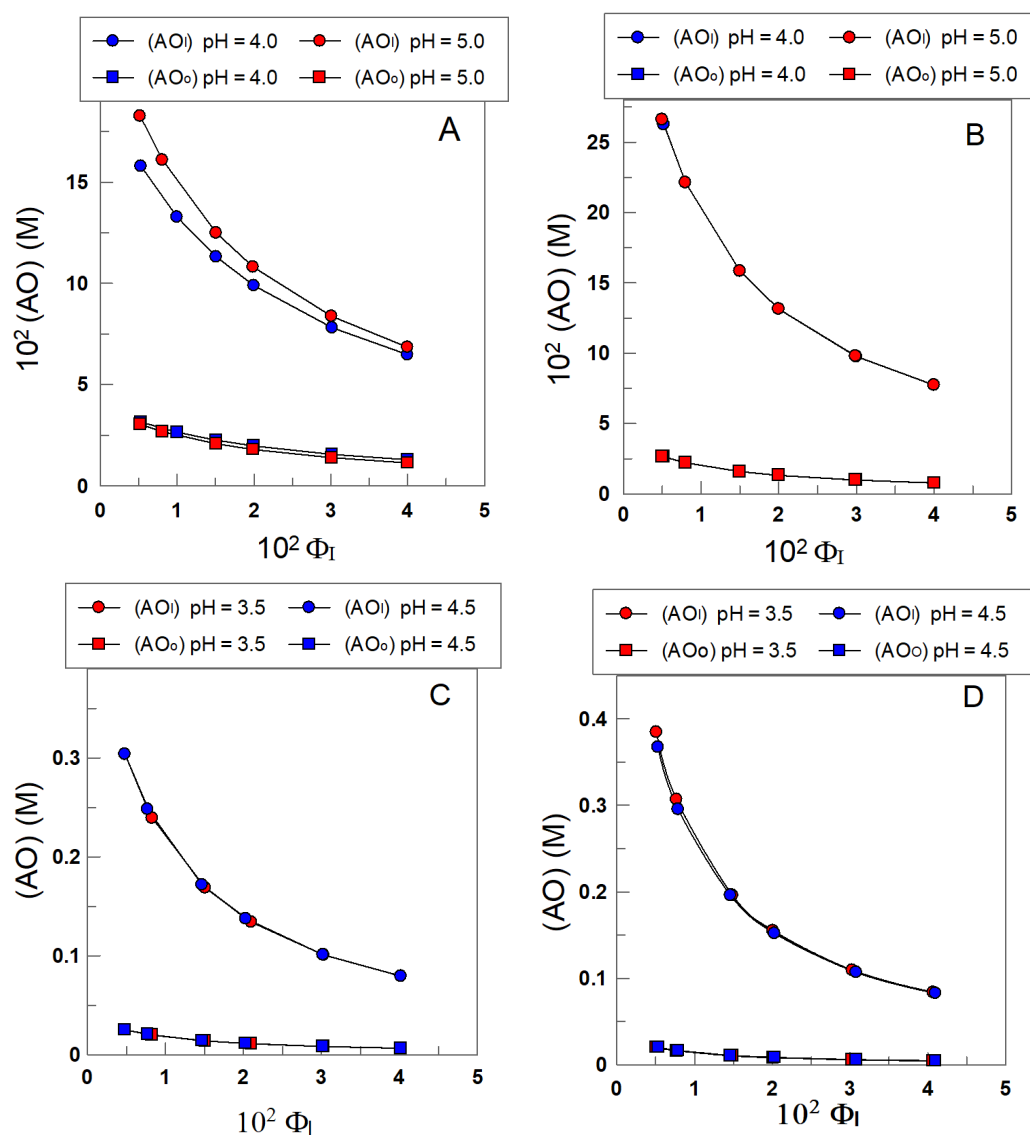 (AOI) pH = 4.0 (AOI) pH = 5.0
(AOo) pH = 4.0 (AOo) pH = 5.0
A
15
10
5
0
10² (AO) (M)
0 1 2 3 4 5
10² ΦI
(AOI) pH = 4.0 (AOI) pH = 5.0
(AOo) pH = 4.0 (AOo) pH = 5.0
B
25
20
15
10
5
0
10² (AO) (M)
0 1 2 3 4 5
10² ΦI
(AOI) pH = 3.5 (AOI) pH = 4.5
(AOo) pH = 3.5 (AOo) pH = 4.5
C
0.3
0.2
0.1
0
(AO) (M)
0 1 2 3 4 5
10² ΦI
(AOI) pH = 3.5 (AOI) pH = 4.5
(AOo) pH = 3.5 (AOO) pH = 4.5
D
0.4
0.3
0.2
0.1
0
(AO) (M)
0 1 2 3 4 5
10² ΦI